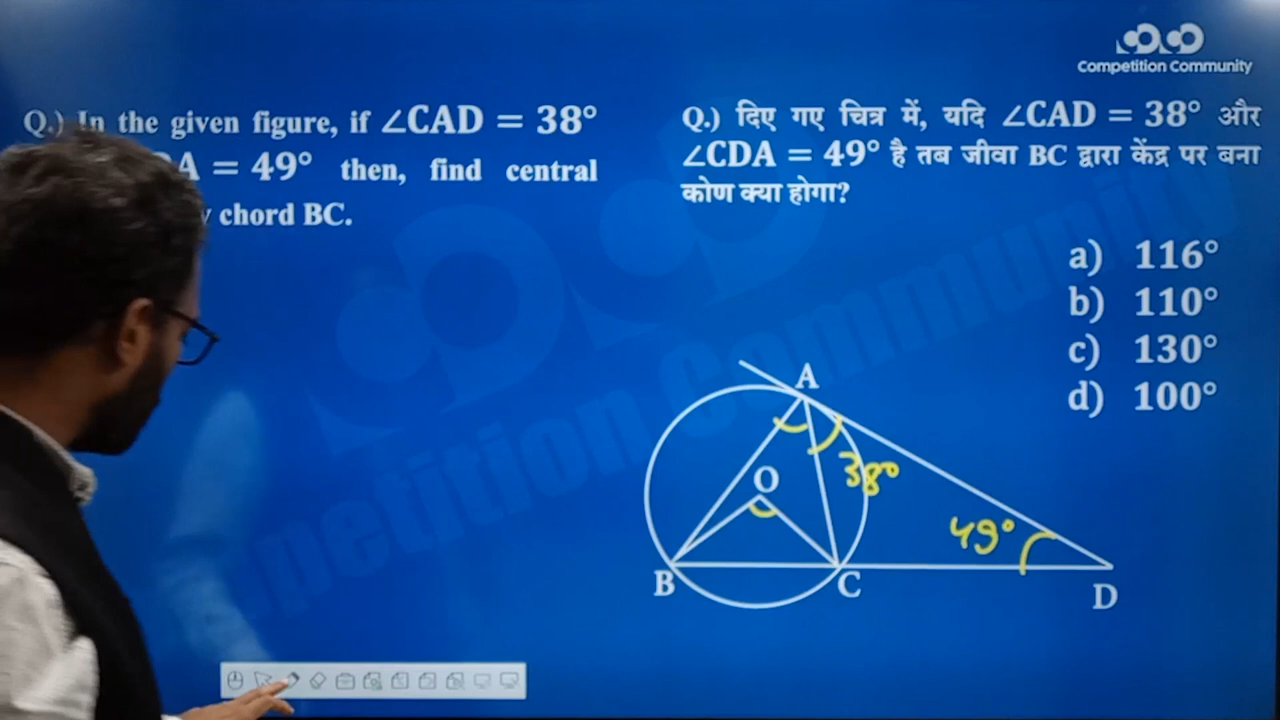 Competition Community
Q.) In the given figure, if ∠CAD = 38°
A = 49° then, find central
chord BC.
Q.) दिए गए चित्र में, यदि ∠CAD = 38° और
∠CDA = 49° है तब जीवा BC द्वारा केंद्र पर बना
कोण क्या होगा?
a) 116°
b) 110°
c) 130°
d) 100°
A
38°
O
49°
B
C
D